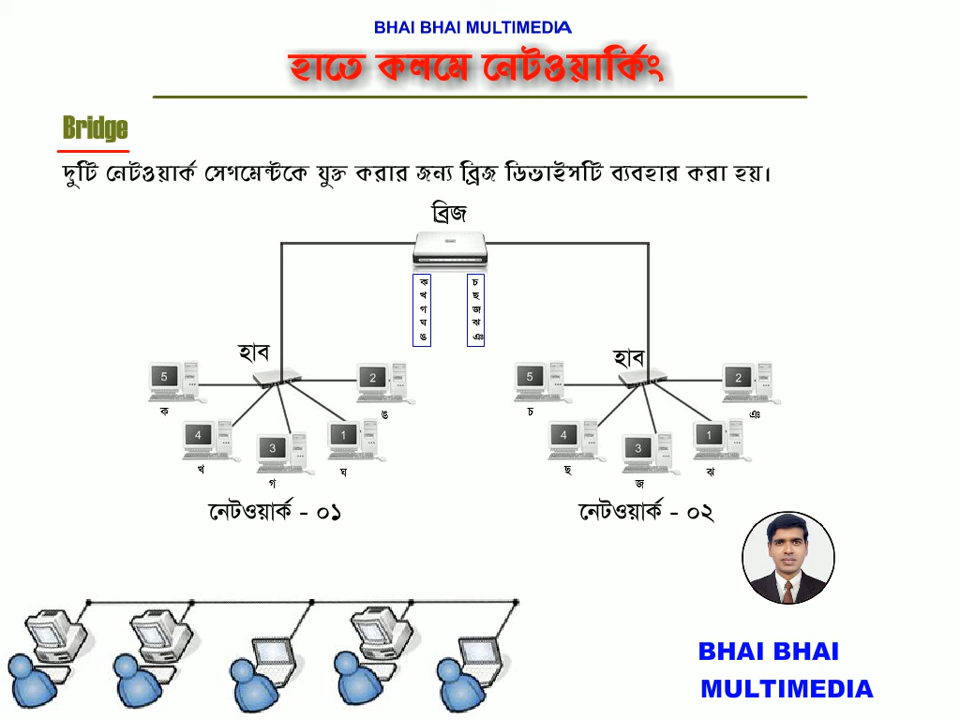 BHAI BHAI MULTIMEDIA
হাতে কলমে নেটওয়ার্কিং
Bridge
দুটি নেটওয়ার্ক সেগমেন্টকে যুক্ত করার জন্য ব্রিজ ডিভাইসটি ব্যবহার করা হয়।
ব্রিজ
ক চ
খ ছ
গ জ
ঘ ঝ
ঙ ঞ
হাব হাব
5 2 5 2
ক ঙ চ ঞ
4 3 1 4 3 1
খ গ ঘ ছ জ ঝ
নেটওয়ার্ক - ০১ নেটওয়ার্ক - ০২
BHAI BHAI
MULTIMEDIA